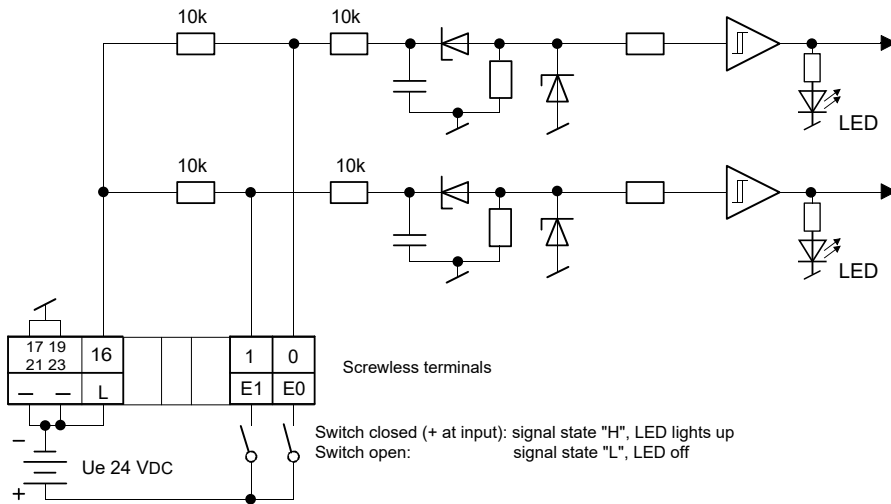 10k
10k
10k
10k
LED
LED
17 19
21 23
16
1
0
— — L
E1
E0
Screwless terminals
Switch closed (+ at input): signal state "H", LED lights up
Switch open: signal state "L", LED off
−
Ue 24 VDC
+